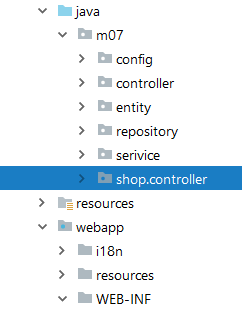 java
m07
config
controller
entity
repository
serivice
shop.controller
resources
webapp
i18n
resources
WEB-INF